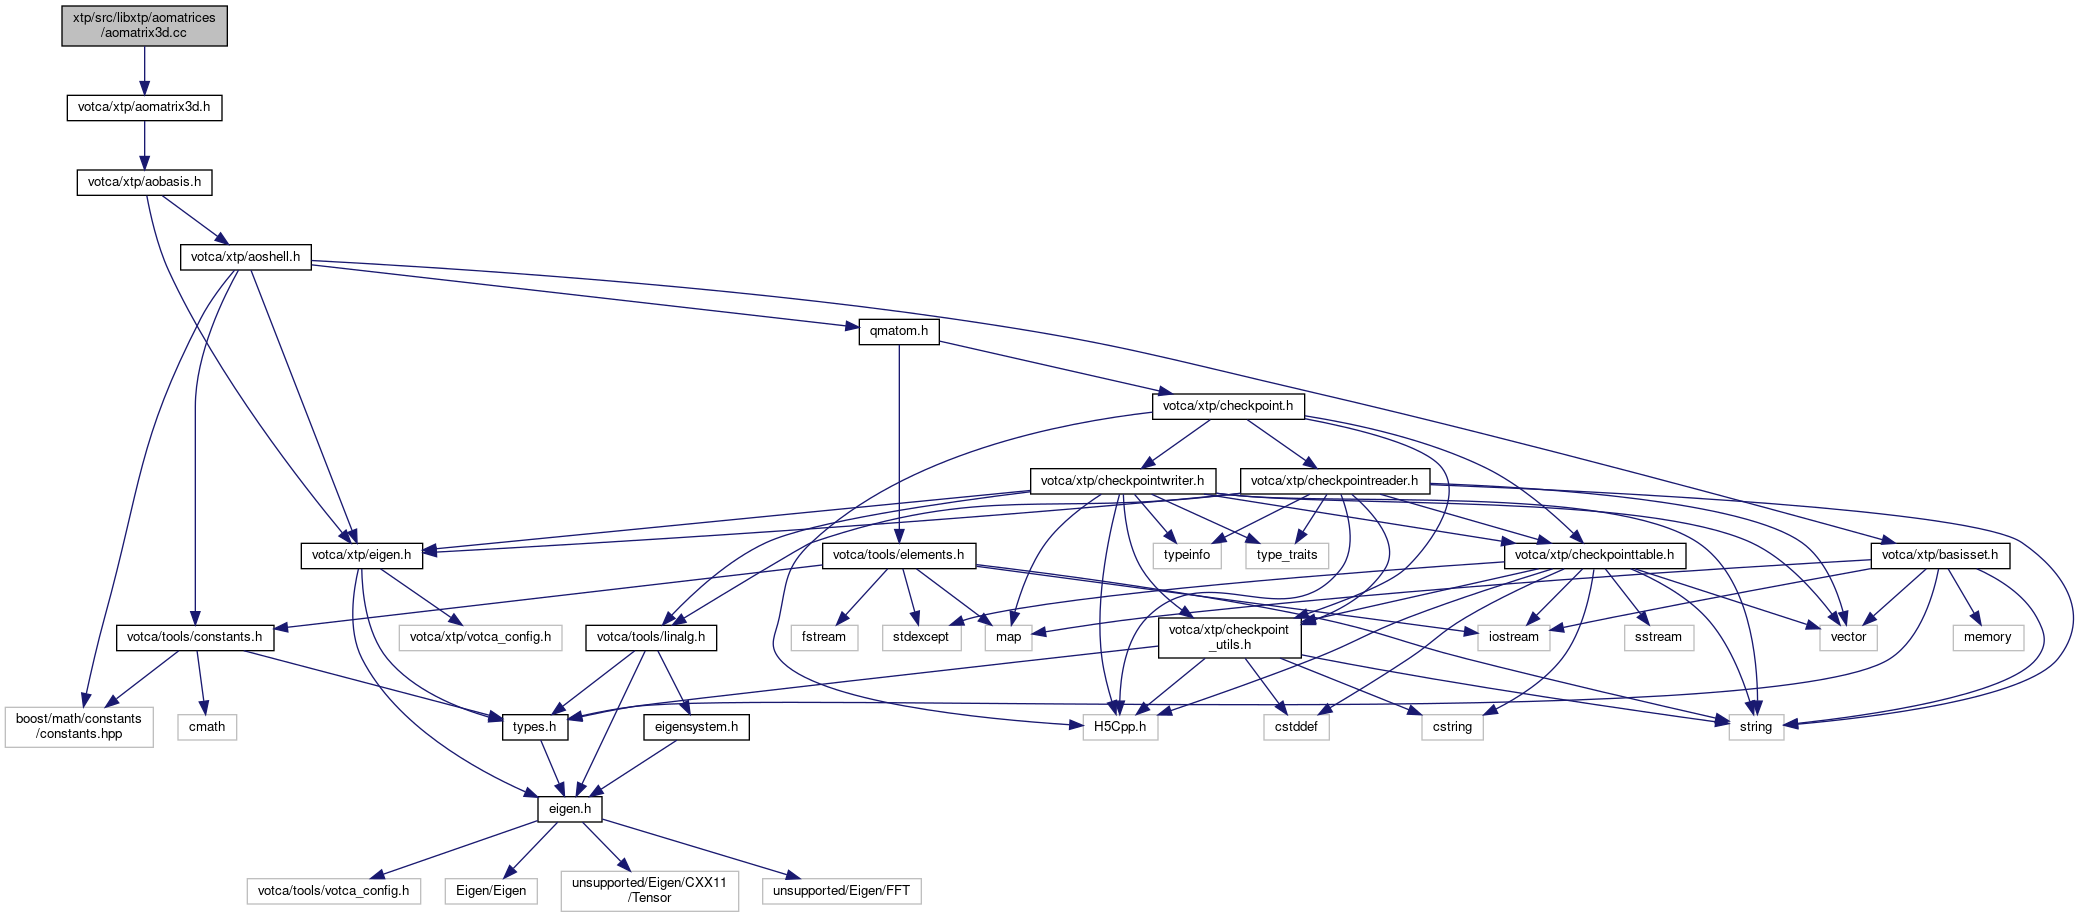 xtp/src/libxtp/aomatrices
/aomatrix3d.cc
votca/xtp/aomatrix3d.h
votca/xtp/aobasis.h
votca/xtp/aoshell.h
qmatom.h
votca/xtp/checkpoint.h
votca/xtp/checkpointwriter.h
votca/xtp/checkpointreader.h
votca/xtp/eigen.h
votca/tools/elements.h
typeinfo
type_traits
votca/xtp/checkpointtable.h
votca/xtp/basisset.h
votca/tools/constants.h
votca/xtp/votca_config.h
votca/tools/linalg.h
fstream
stdexcept
map
votca/xtp/checkpoint
_utils.h
iostream
sstream
vector
memory
boost/math/constants
/constants.hpp
cmath
types.h
eigensystem.h
H5Cpp.h
cstddef
cstring
string
eigen.h
votca/tools/votca_config.h
Eigen/Eigen
unsupported/Eigen/CXX11
/Tensor
unsupported/Eigen/FFT